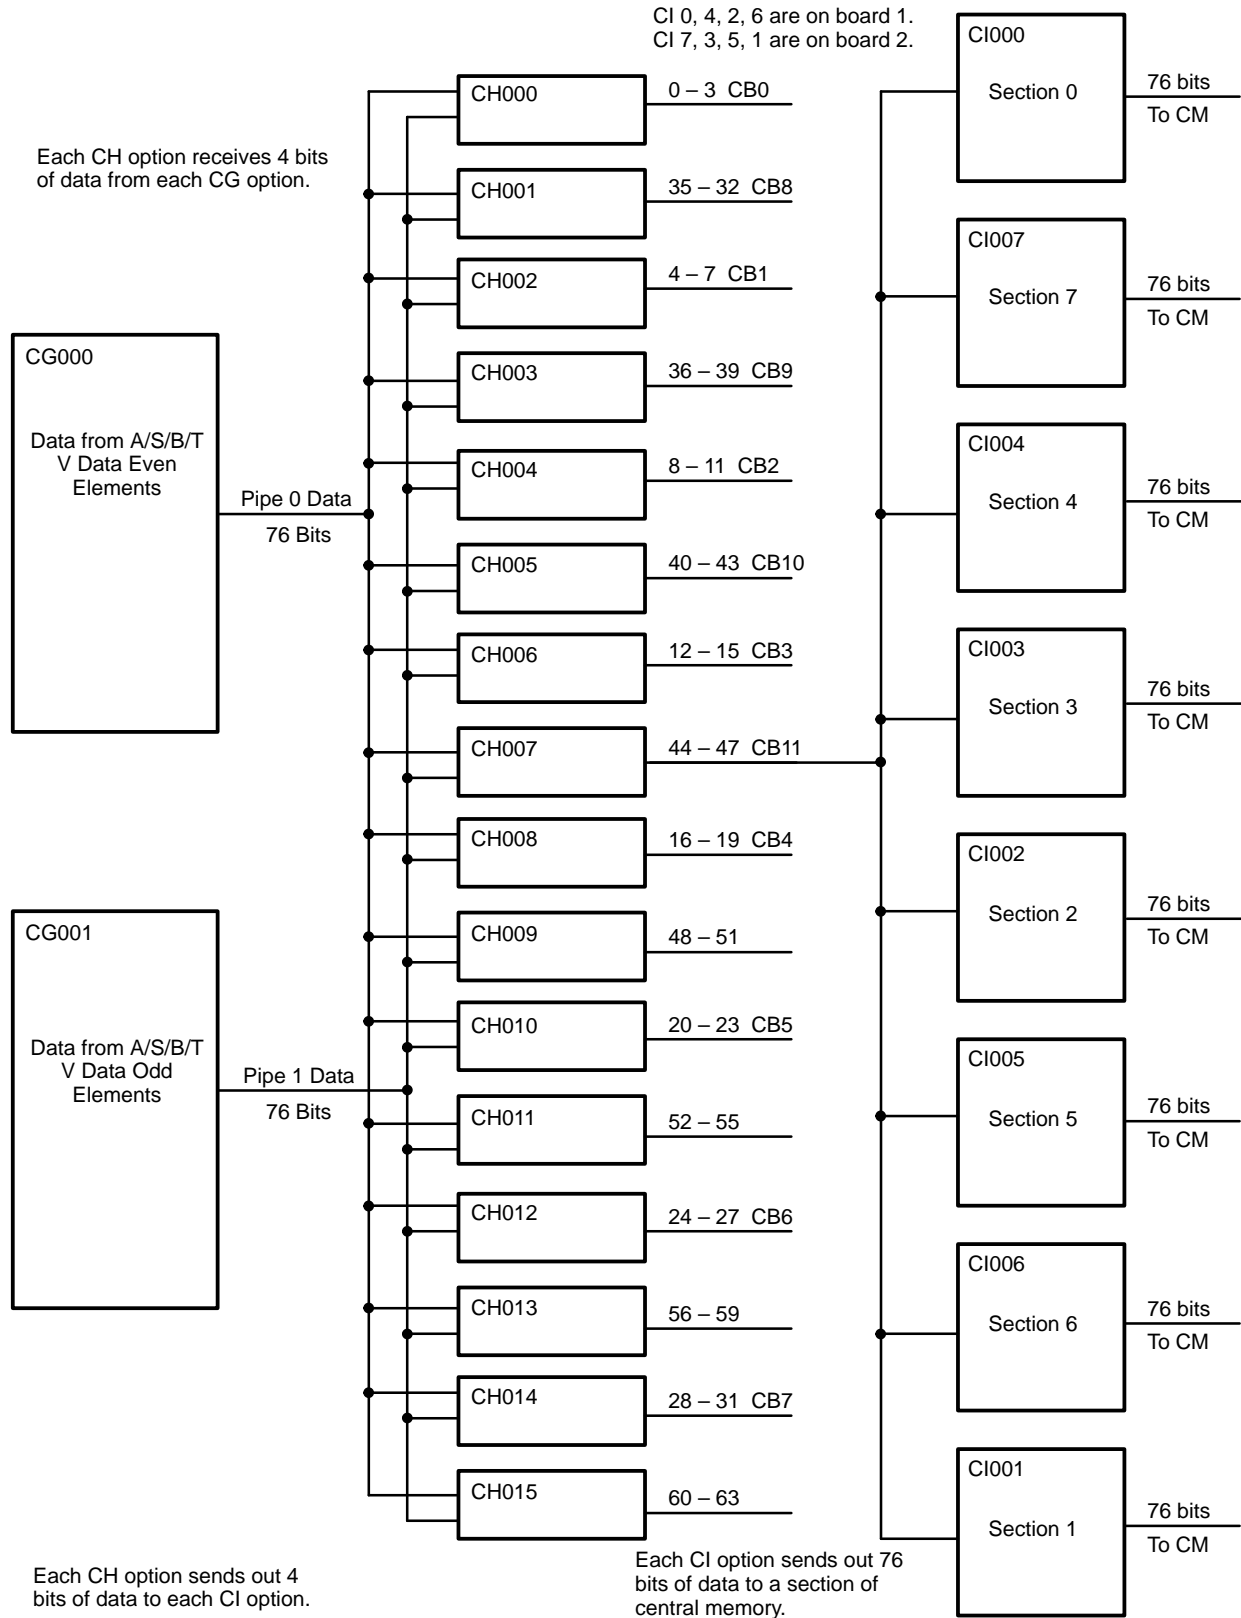 CI 0, 4, 2, 6 are on board 1.
CI 7, 3, 5, 1 are on board 2.
Each CH option receives 4 bits
of data from each CG option.
CG000
Data from A/S/B/T
V Data Even
Elements
Pipe 0 Data
76 Bits
CG001
Data from A/S/B/T
V Data Odd
Elements
Pipe 1 Data
76 Bits
CH000
0 – 3 CB0
CH001
35 – 32 CB8
CH002
4 – 7 CB1
CH003
36 – 39 CB9
CH004
8 – 11 CB2
CH005
40 – 43 CB10
CH006
12 – 15 CB3
CH007
44 – 47 CB11
CH008
16 – 19 CB4
CH009
48 – 51
CH010
20 – 23 CB5
CH011
52 – 55
CH012
24 – 27 CB6
CH013
56 – 59
CH014
28 – 31 CB7
CH015
60 – 63
CI000
Section 0
76 bits
To CM
CI007
Section 7
76 bits
To CM
CI004
Section 4
76 bits
To CM
CI003
Section 3
76 bits
To CM
CI002
Section 2
76 bits
To CM
CI005
Section 5
76 bits
To CM
CI006
Section 6
76 bits
To CM
CI001
Section 1
76 bits
To CM
Each CH option sends out 4
bits of data to each CI option.
Each CI option sends out 76
bits of data to a section of
central memory.